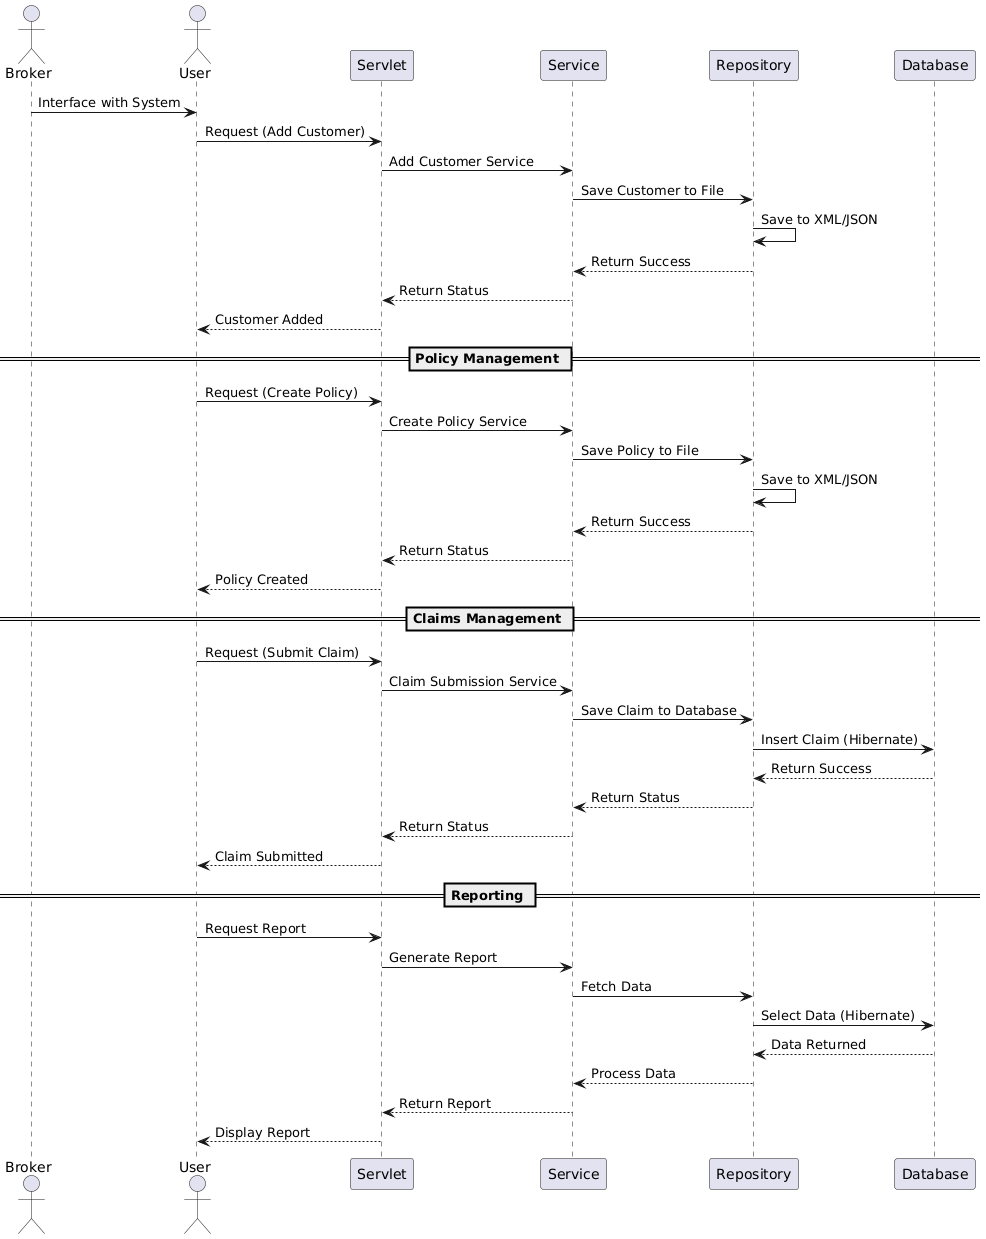 Broker
User
Servlet
Service
Repository
Database
Interface with System
Request (Add Customer)
Add Customer Service
Save Customer to File
Save to XML/JSON
Return Success
Return Status
Customer Added
Policy Management
Request (Create Policy)
Create Policy Service
Save Policy to File
Save to XML/JSON
Return Success
Return Status
Policy Created
Claims Management
Request (Submit Claim)
Claim Submission Service
Save Claim to Database
Insert Claim (Hibernate)
Return Success
Return Status
Return Status
Claim Submitted
Reporting
Request Report
Generate Report
Fetch Data
Select Data (Hibernate)
Data Returned
Process Data
Return Report
Display Report
Broker
User
Servlet
Service
Repository
Database